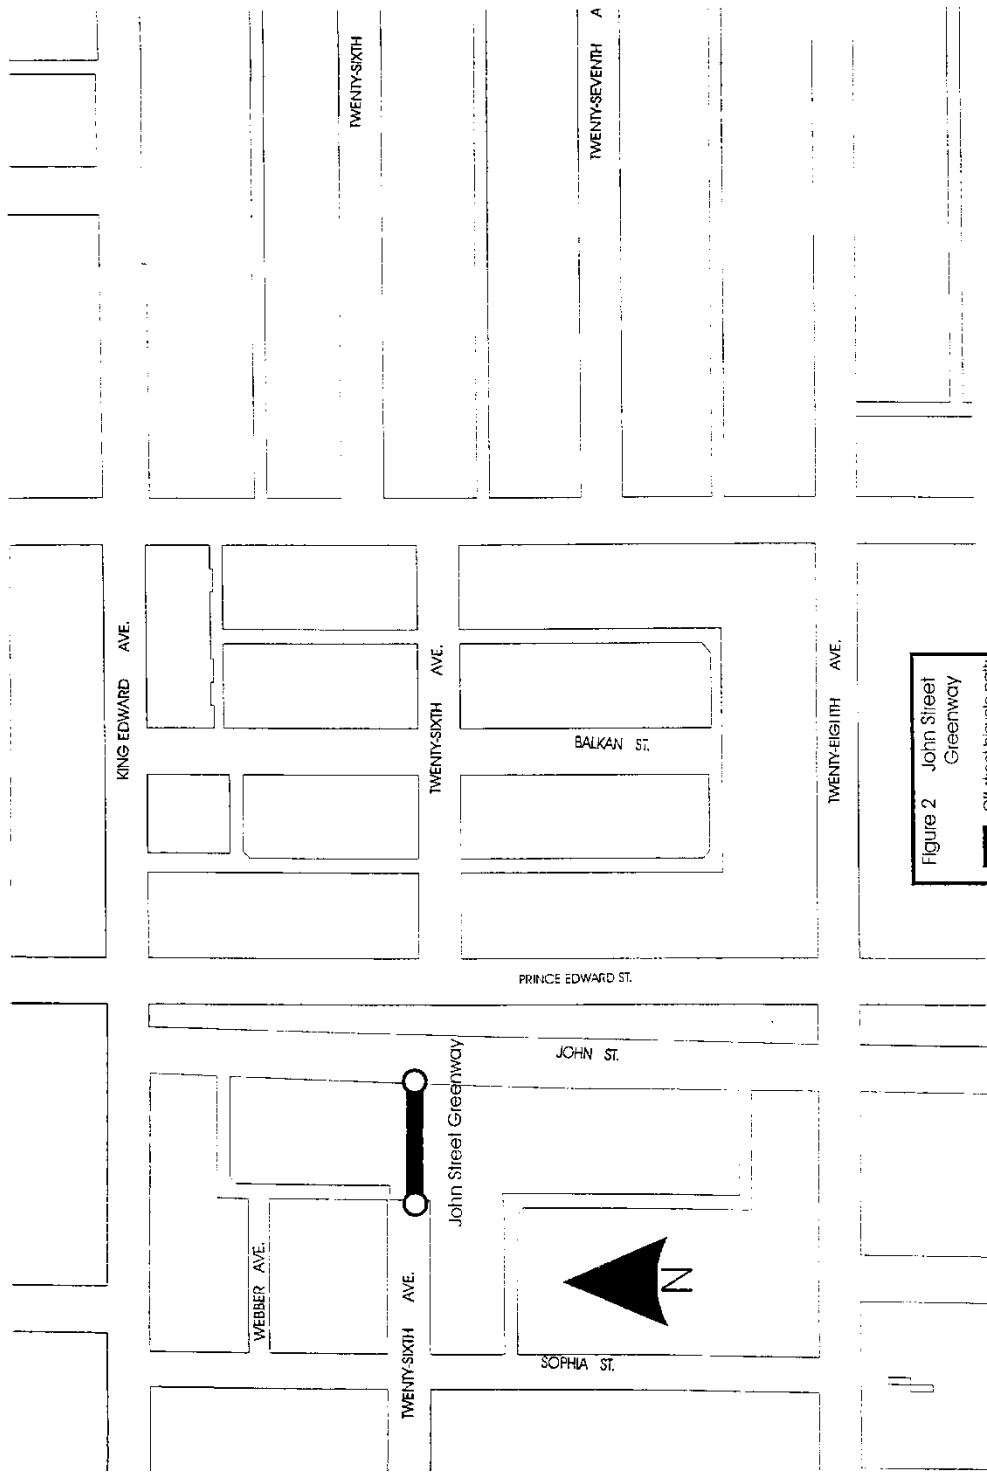 TWENTY-SIXTH
TWENTY-SEVENTH A
KING EDWARD AVE.
TWENTY-SIXTH AVE.
BALKAN ST.
TWENTY-EIGHTH AVE.
Figure 2 John Street
Greenway
PRINCE EDWARD ST.
JOHN ST.
John Street Greenway
WEBBER AVE.
TWENTY-SIXTH AVE.
SOPHIA ST.
N